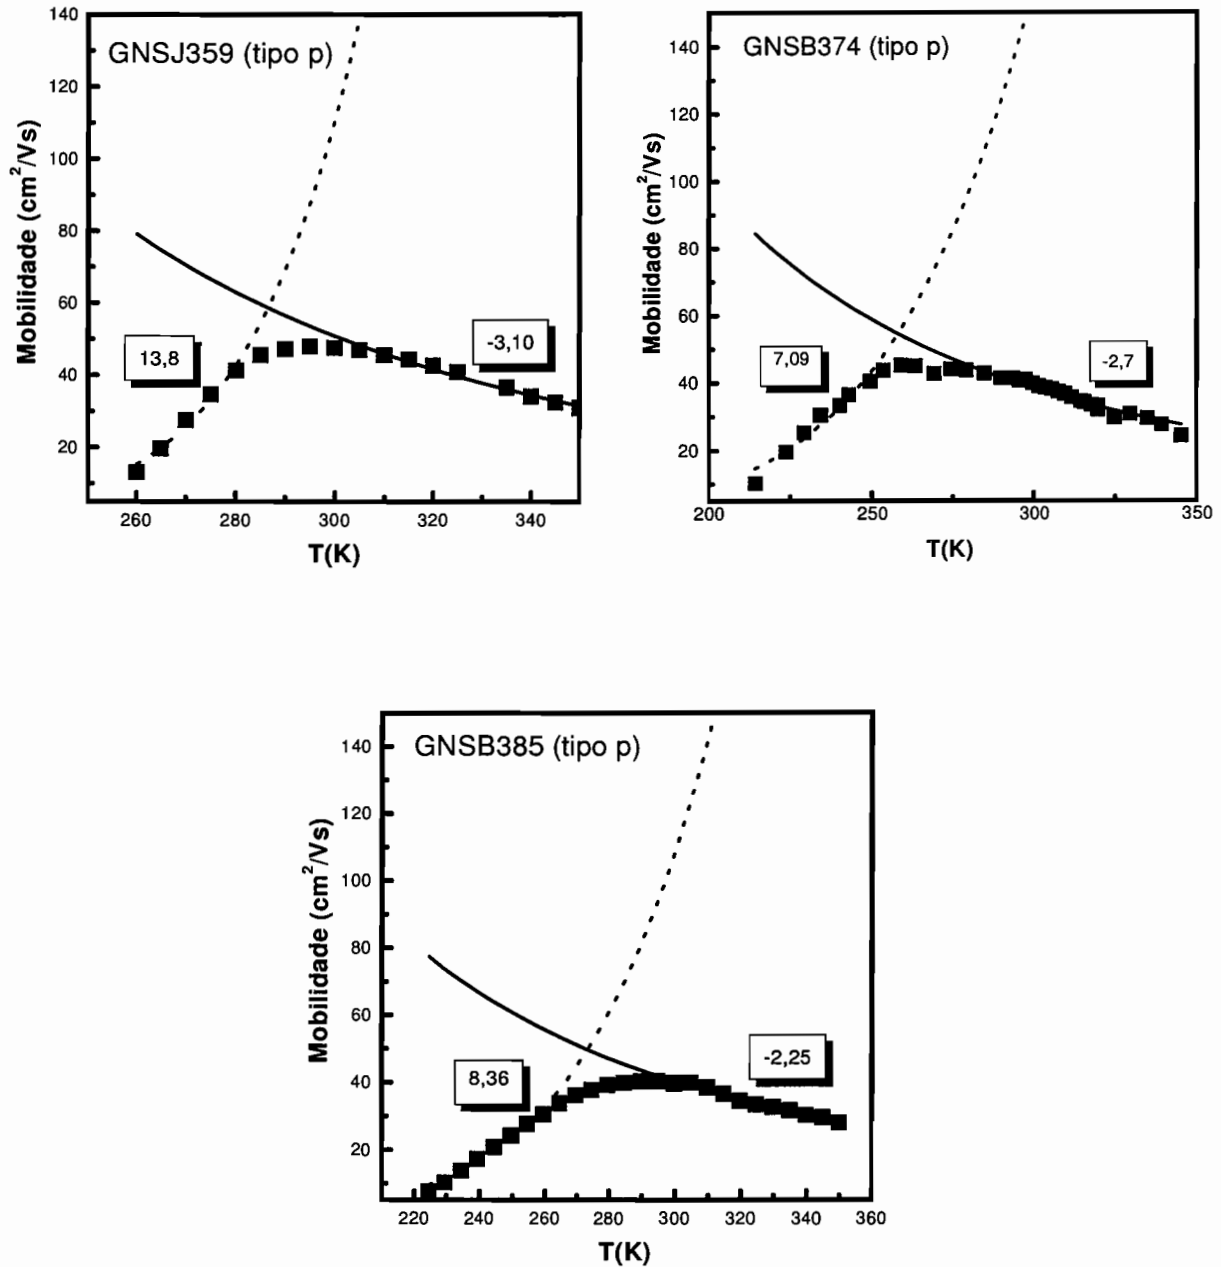 GNSJ359 (tipo p)
Mobilidade (cm²/Vs)
140
120
100
80
60
40
20
13,8
-3,10
260 280 300 320 340
T(K)
GNSB374 (tipo p)
Mobilidade (cm²/Vs)
140
120
100
80
60
40
20
7,09
-2,7
200 250 300 350
T(K)
GNSB385 (tipo p)
Mobilidade (cm²/Vs)
140
120
100
80
60
40
20
8,36
-2,25
220 240 260 280 300 320 340 360
T(K)